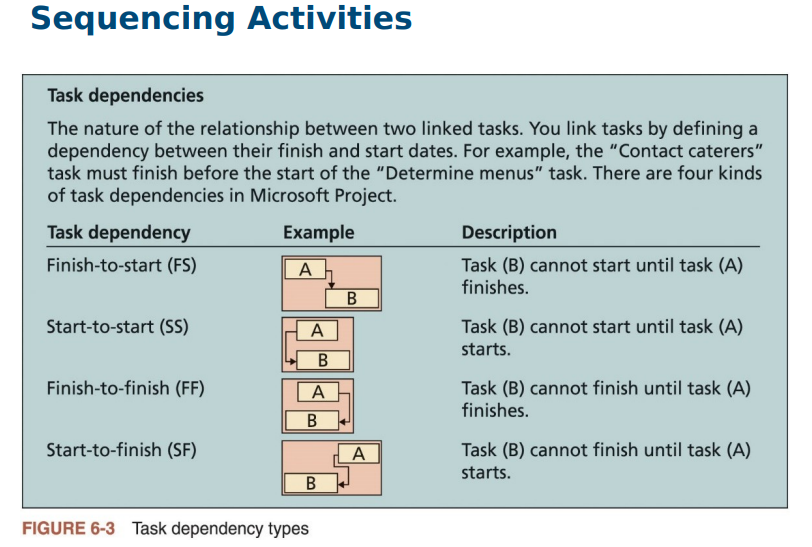 Sequencing Activities
Task dependencies
The nature of the relationship between two linked tasks. You link tasks by defining a
dependency between their finish and start dates. For example, the “Contact caterers”
task must finish before the start of the “Determine menus” task. There are four kinds
of task dependencies in Microsoft Project.
Task dependency Example Description
Finish-to-start (FS) A B Task (B) cannot start until task (A)
finishes.
Start-to-start (SS) A B Task (B) cannot start until task (A)
starts.
Finish-to-finish (FF) A B Task (B) cannot finish until task (A)
finishes.
Start-to-finish (SF) A B Task (B) cannot finish until task (A)
starts.
FIGURE 6-3 Task dependency types